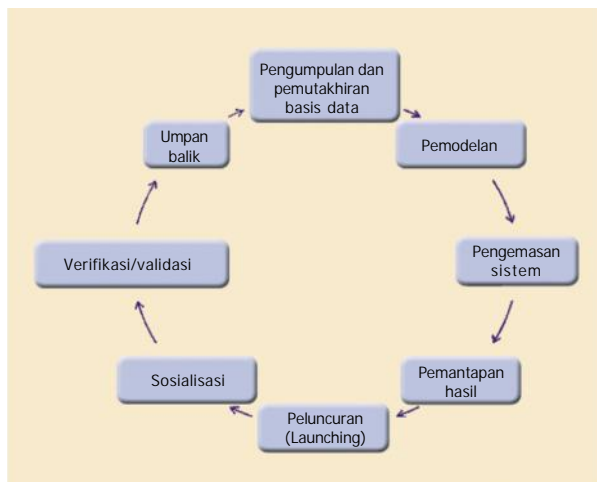 Pengumpulan dan
pemutakhiran
basis data
Pemodelan
Pengemasan
sistem
Pemantapan
hasil
Peluncuran
(Launching)
Sosialisasi
Verifikasi/validasi
Umpan
balik